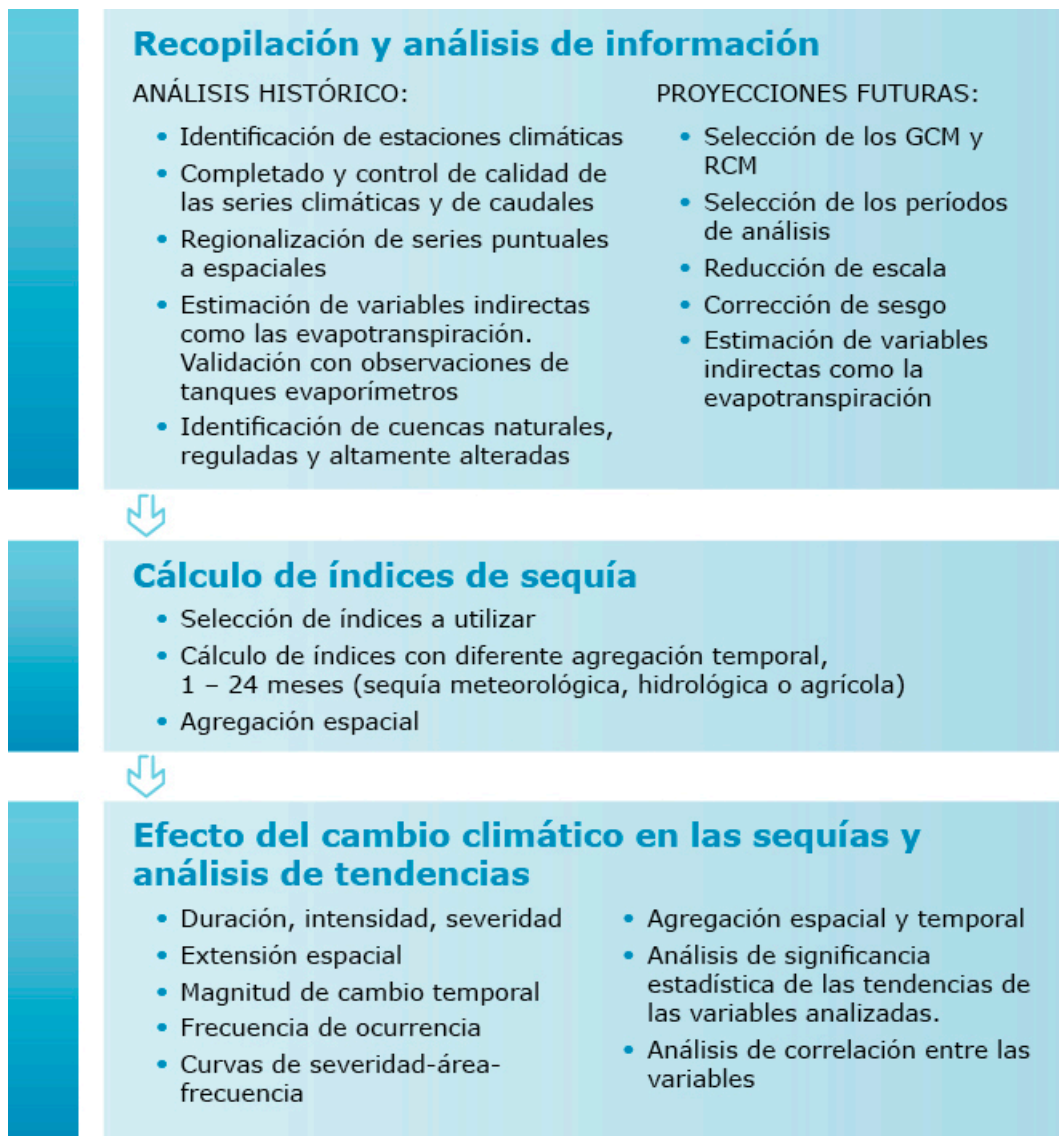 Recopilación y análisis de información
ANÁLISIS HISTÓRICO:
• Identificación de estaciones climáticas
• Completado y control de calidad de
las series climáticas y de caudales
• Regionalización de series puntuales
a espaciales
• Estimación de variables indirectas
como las evapotranspiración.
Validación con observaciones de
tanques evaporímetros
• Identificación de cuencas naturales,
reguladas y altamente alteradas
PROYECCIONES FUTURAS:
• Selección de los GCM y
RCM
• Selección de los períodos
de análisis
• Reducción de escala
• Corrección de sesgo
• Estimación de variables
indirectas como la
evapotranspiración
Cálculo de índices de sequía
• Selección de índices a utilizar
• Cálculo de índices con diferente agregación temporal,
1 – 24 meses (sequía meteorológica, hidrológica o agrícola)
• Agregación espacial
Efecto del cambio climático en las sequías y
análisis de tendencias
• Duración, intensidad, severidad
• Extensión espacial
• Magnitud de cambio temporal
• Frecuencia de ocurrencia
• Curvas de severidad-área-
frecuencia
• Agregación espacial y temporal
• Análisis de significancia
estadística de las tendencias de
las variables analizadas.
• Análisis de correlación entre las
variables